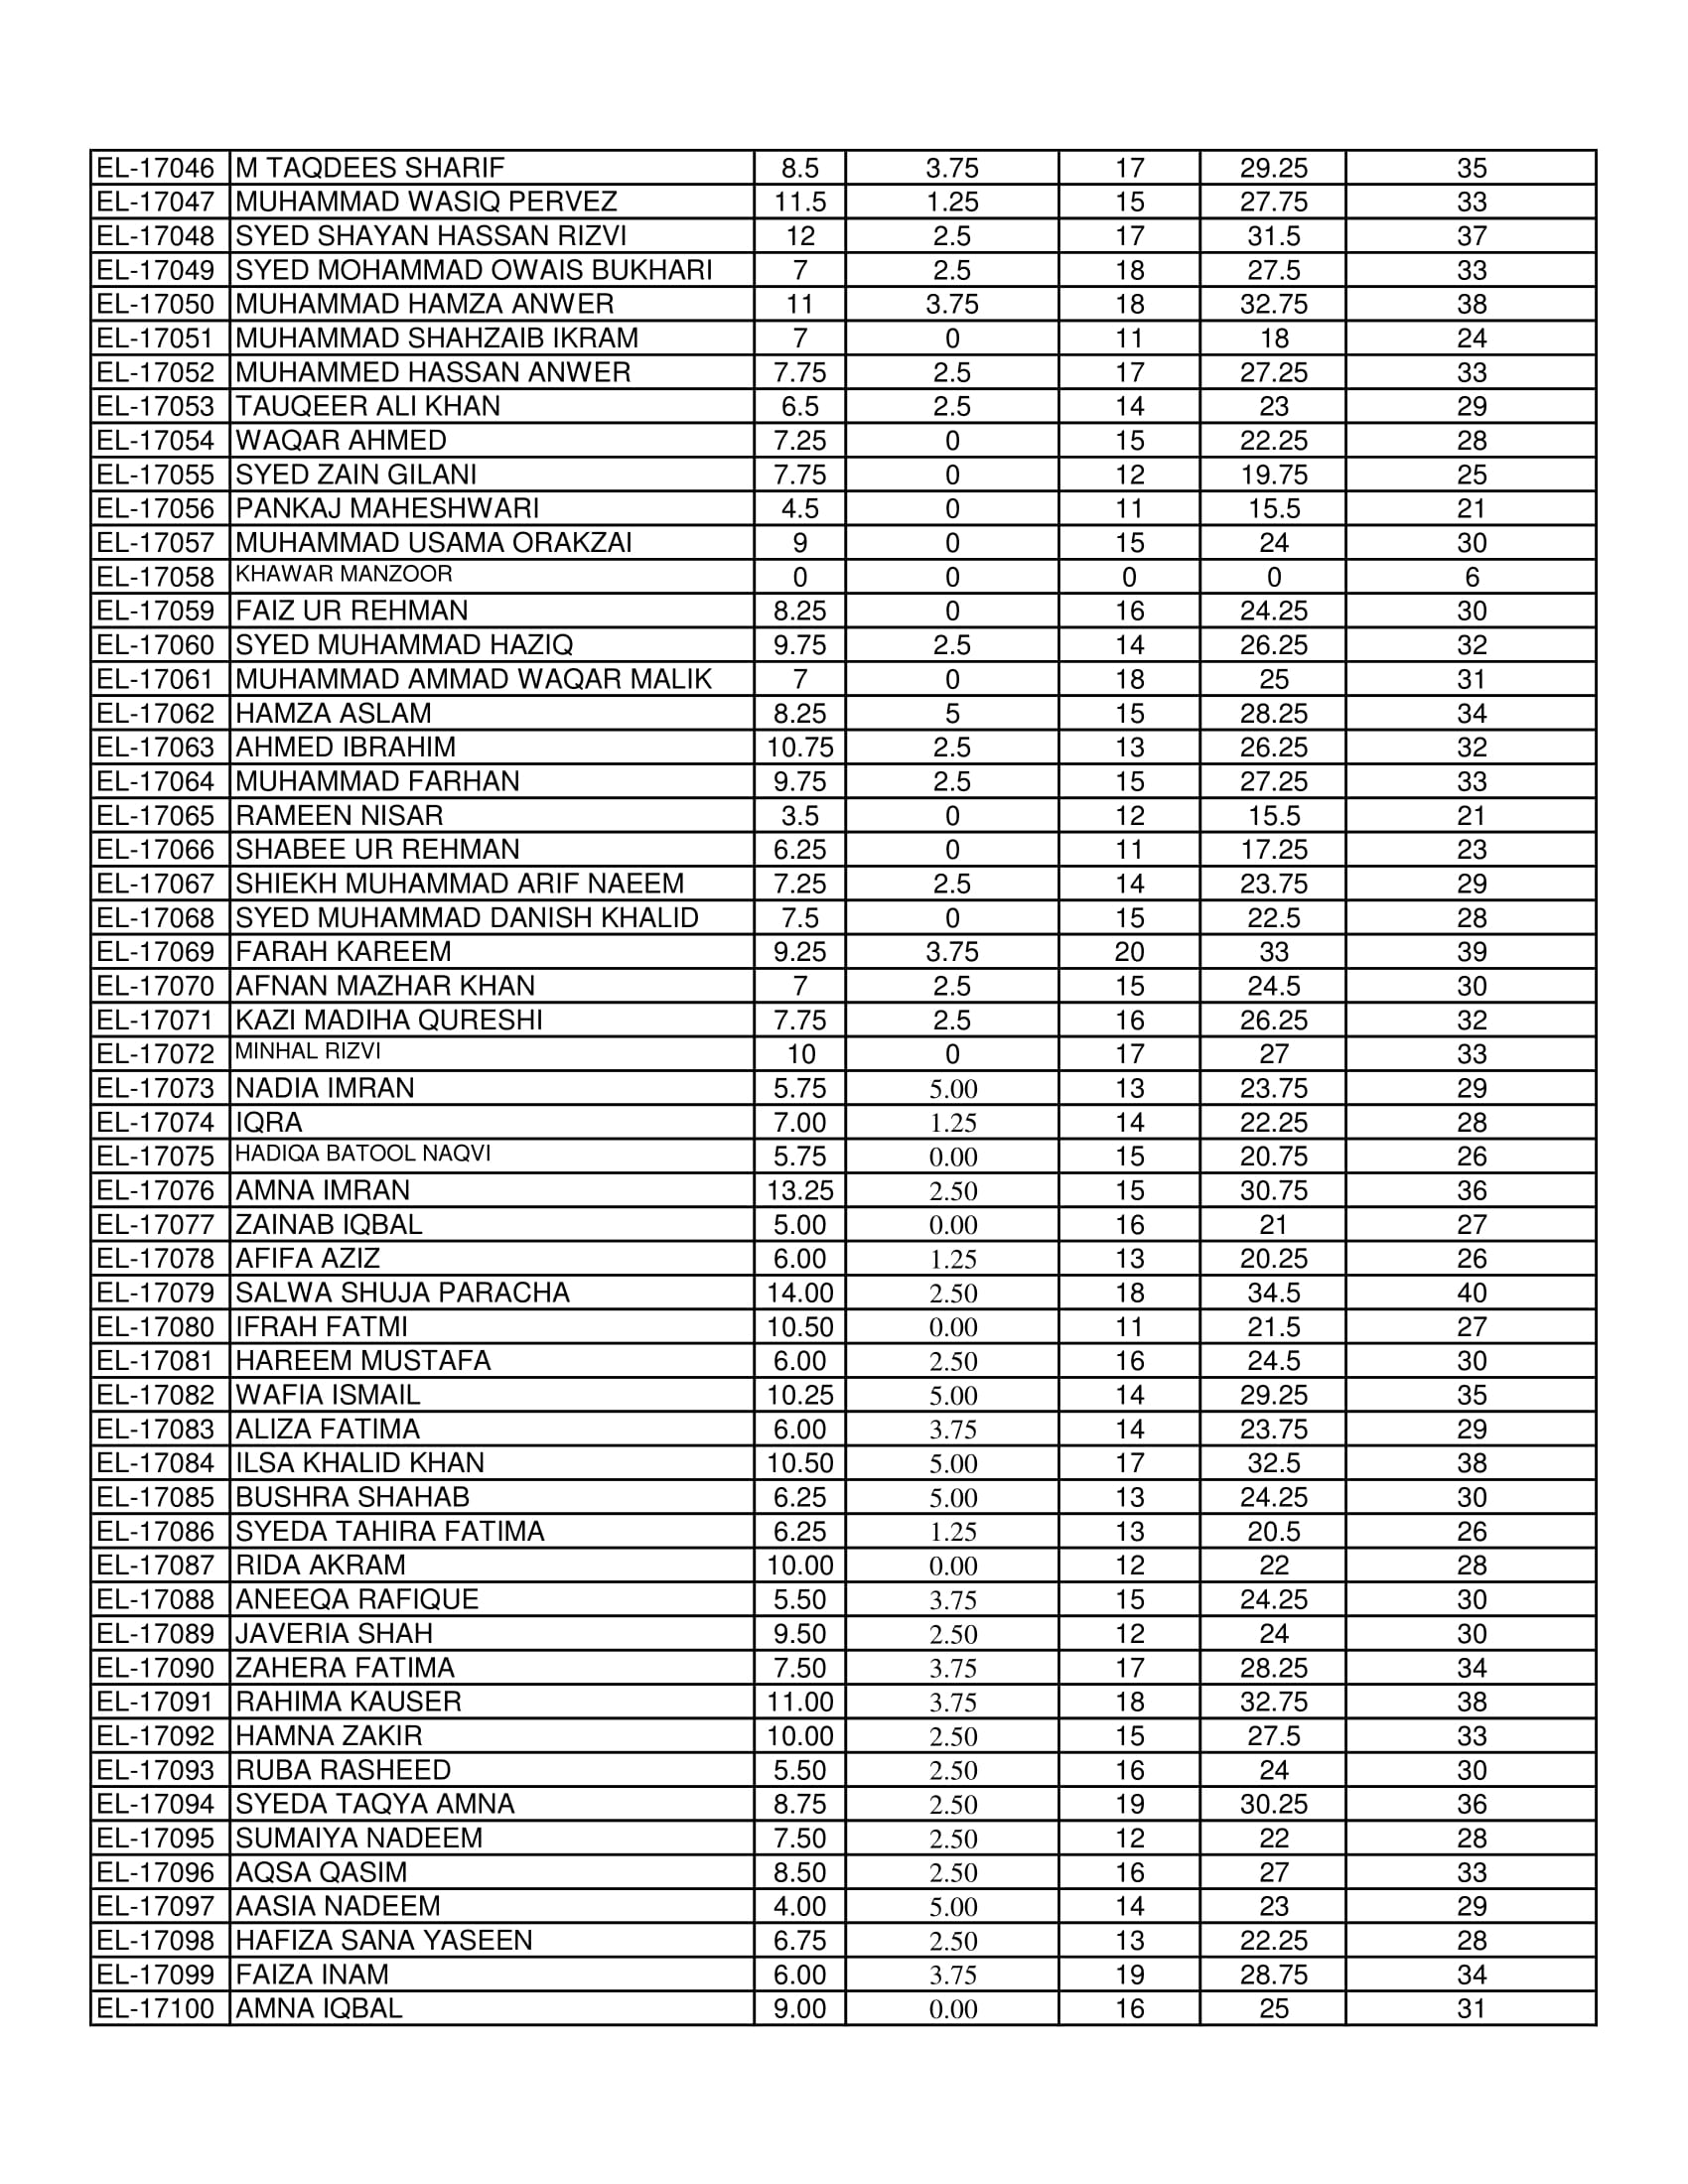 EL-17046 M TAQDEES SHARIF 8.5 3.75 17 29.25 35
EL-17047 MUHAMMAD WASIQ PERVEZ 11.5 1.25 15 27.75 33
EL-17048 SYED SHAYAN HASSAN RIZVI 12 2.5 17 31.5 37
EL-17049 SYED MOHAMMAD OWAIS BUKHARI 7 2.5 18 27.5 33
EL-17050 MUHAMMAD HAMZA ANWER 11 3.75 18 32.75 38
EL-17051 MUHAMMAD SHAHZAIB IKRAM 7 0 11 18 24
EL-17052 MUHAMMED HASSAN ANWER 7.75 2.5 17 27.25 33
EL-17053 TAUQEER ALI KHAN 6.5 2.5 14 23 29
EL-17054 WAQAR AHMED 7.25 0 15 22.25 28
EL-17055 SYED ZAIN GILANI 7.75 0 12 19.75 25
EL-17056 PANKAJ MAHESHWARI 4.5 0 11 15.5 21
EL-17057 MUHAMMAD USAMA ORAKZAI 9 0 15 24 30
EL-17058 KHAWAR MANZOOR 0 0 0 0 6
EL-17059 FAIZ UR REHMAN 8.25 0 16 24.25 30
EL-17060 SYED MUHAMMAD HAZIQ 9.75 2.5 14 26.25 32
EL-17061 MUHAMMAD AMMAD WAQAR MALIK 7 0 18 25 31
EL-17062 HAMZA ASLAM 8.25 5 15 28.25 34
EL-17063 AHMED IBRAHIM 10.75 2.5 13 26.25 32
EL-17064 MUHAMMAD FARHAN 9.75 2.5 15 27.25 33
EL-17065 RAMEEN NISAR 3.5 0 12 15.5 21
EL-17066 SHABEE UR REHMAN 6.25 0 11 17.25 23
EL-17067 SHIEKH MUHAMMAD ARIF NAEEM 7.25 2.5 14 23.75 29
EL-17068 SYED MUHAMMAD DANISH KHALID 7.5 0 15 22.5 28
EL-17069 FARAH KAREEM 9.25 3.75 20 33 39
EL-17070 AFNAN MAZHAR KHAN 7 2.5 15 24.5 30
EL-17071 KAZI MADIHA QURESHI 7.75 2.5 16 26.25 32
EL-17072 MINHAL RIZVI 10 0 17 27 33
EL-17073 NADIA IMRAN 5.75 5.00 13 23.75 29
EL-17074 IQRA 7.00 1.25 14 22.25 28
EL-17075 HADIQA BATOOL NAQVI 5.75 0.00 15 20.75 26
EL-17076 AMNA IMRAN 13.25 2.50 15 30.75 36
EL-17077 ZAINAB IQBAL 5.00 0.00 16 21 27
EL-17078 AFIFA AZIZ 6.00 1.25 13 20.25 26
EL-17079 SALWA SHUJA PARACHA 14.00 2.50 18 34.5 40
EL-17080 IFRAH FATMI 10.50 0.00 11 21.5 27
EL-17081 HAREEM MUSTAFA 6.00 2.50 16 24.5 30
EL-17082 WAFIA ISMAIL 10.25 5.00 14 29.25 35
EL-17083 ALIZA FATIMA 6.00 3.75 14 23.75 29
EL-17084 ILSA KHALID KHAN 10.50 5.00 17 32.5 38
EL-17085 BUSHRA SHAHAB 6.25 5.00 13 24.25 30
EL-17086 SYEDA TAHIRA FATIMA 6.25 1.25 13 20.5 26
EL-17087 RIDA AKRAM 10.00 0.00 12 22 28
EL-17088 ANEEQA RAFIQUE 5.50 3.75 15 24.25 30
EL-17089 JAVERIA SHAH 9.50 2.50 12 24 30
EL-17090 ZAHERA FATIMA 7.50 3.75 17 28.25 34
EL-17091 RAHIMA KAUSER 11.00 3.75 18 32.75 38
EL-17092 HAMNA ZAKIR 10.00 2.50 15 27.5 33
EL-17093 RUBA RASHEED 5.50 2.50 16 24 30
EL-17094 SYEDA TAQYA AMNA 8.75 2.50 19 30.25 36
EL-17095 SUMAIYA NADEEM 7.50 2.50 12 22 28
EL-17096 AQSA QASIM 8.50 2.50 16 27 33
EL-17097 AASIA NADEEM 4.00 5.00 14 23 29
EL-17098 HAFIZA SANA YASEEN 6.75 2.50 13 22.25 28
EL-17099 FAIZA INAM 6.00 3.75 19 28.75 34
EL-17100 AMNA IQBAL 9.00 0.00 16 25 31